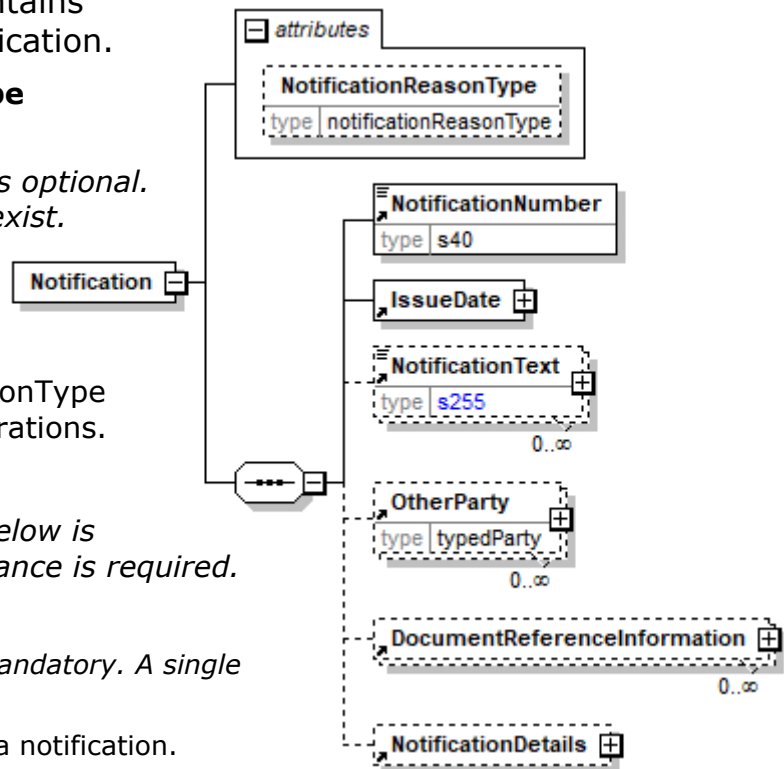 ntains
ication.
pe
s optional.
exist.
onType
rations.
elow is
ance is required.
andatory. A single
a notification.
attributes
NotificationReasonType
type notificationReasonType
Notification
NotificationNumber
type s40
IssueDate
NotificationText
type s255
0..∞
OtherParty
type typedParty
0..∞
DocumentReferenceInformation
0..∞
NotificationDetails